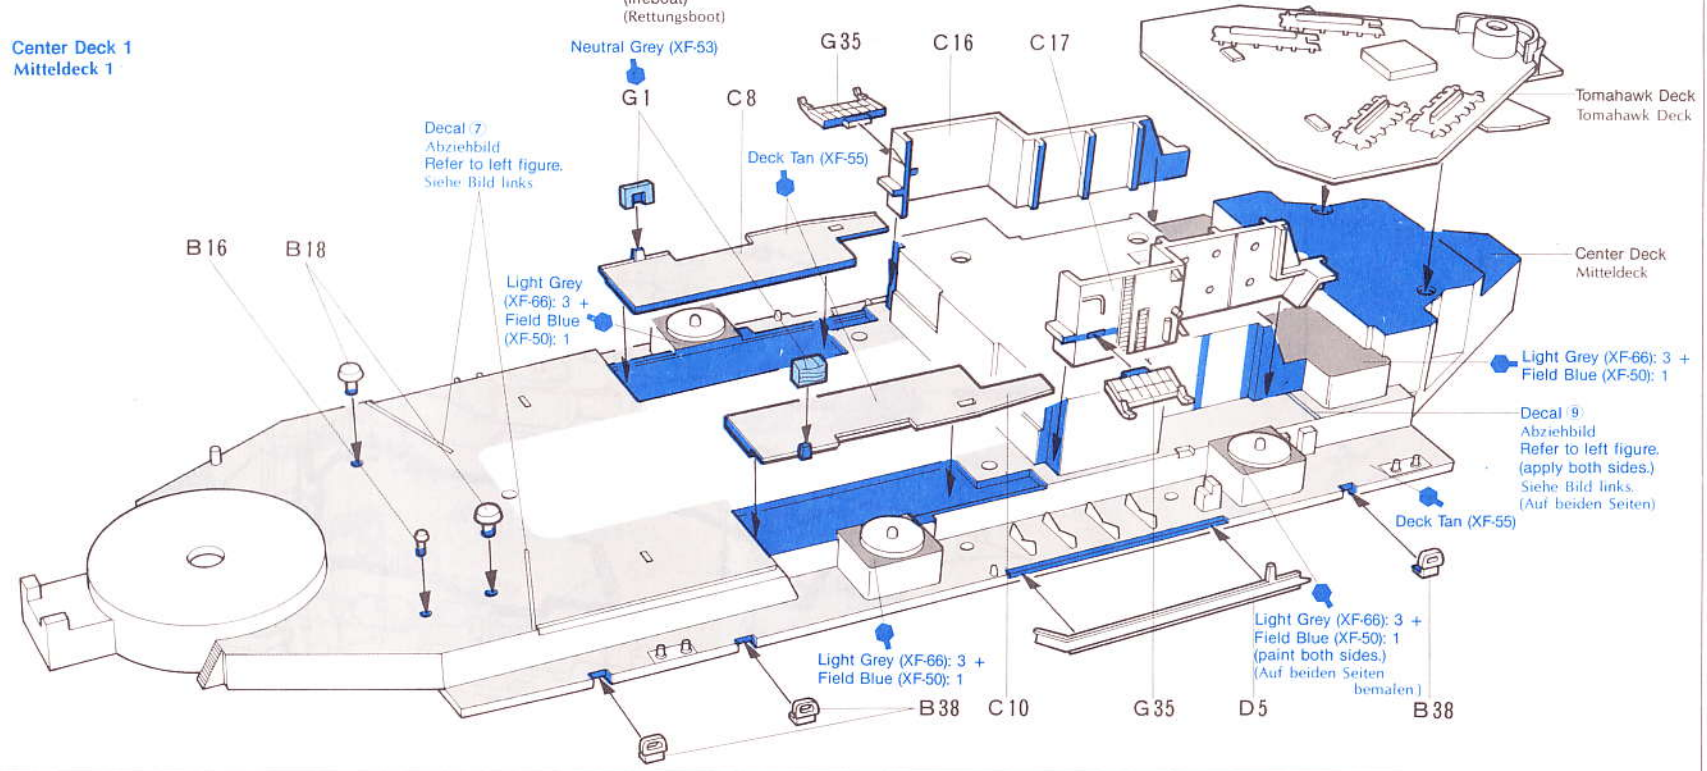 (Rettungsboot)
Center Deck 1
Mitteldeck 1
Neutral Grey (XF-53)
G1
C8
G35
C16
C17
Tomahawk Deck
Tomahawk Deck
Decal ⑦
Abziehbild
Refer to left figure.
Siehe Bild links
Deck Tan (XF-55)
B16
B18
Light Grey
(XF-66): 3 +
Field Blue
(XF-50): 1
Center Deck
Mitteldeck
Light Grey (XF-66): 3 +
Field Blue (XF-50): 1
Decal ⑨
Abziehbild
Refer to left figure.
(apply both sides.)
Siehe Bild links.
(Auf beiden Seiten)
Deck Tan (XF-55)
Light Grey (XF-66): 3 +
Field Blue (XF-50): 1
Light Grey (XF-66): 3 +
Field Blue (XF-50): 1
(paint both sides.)
(Auf beiden Seiten
bemalen)
B38
C10
G35
D5
B38